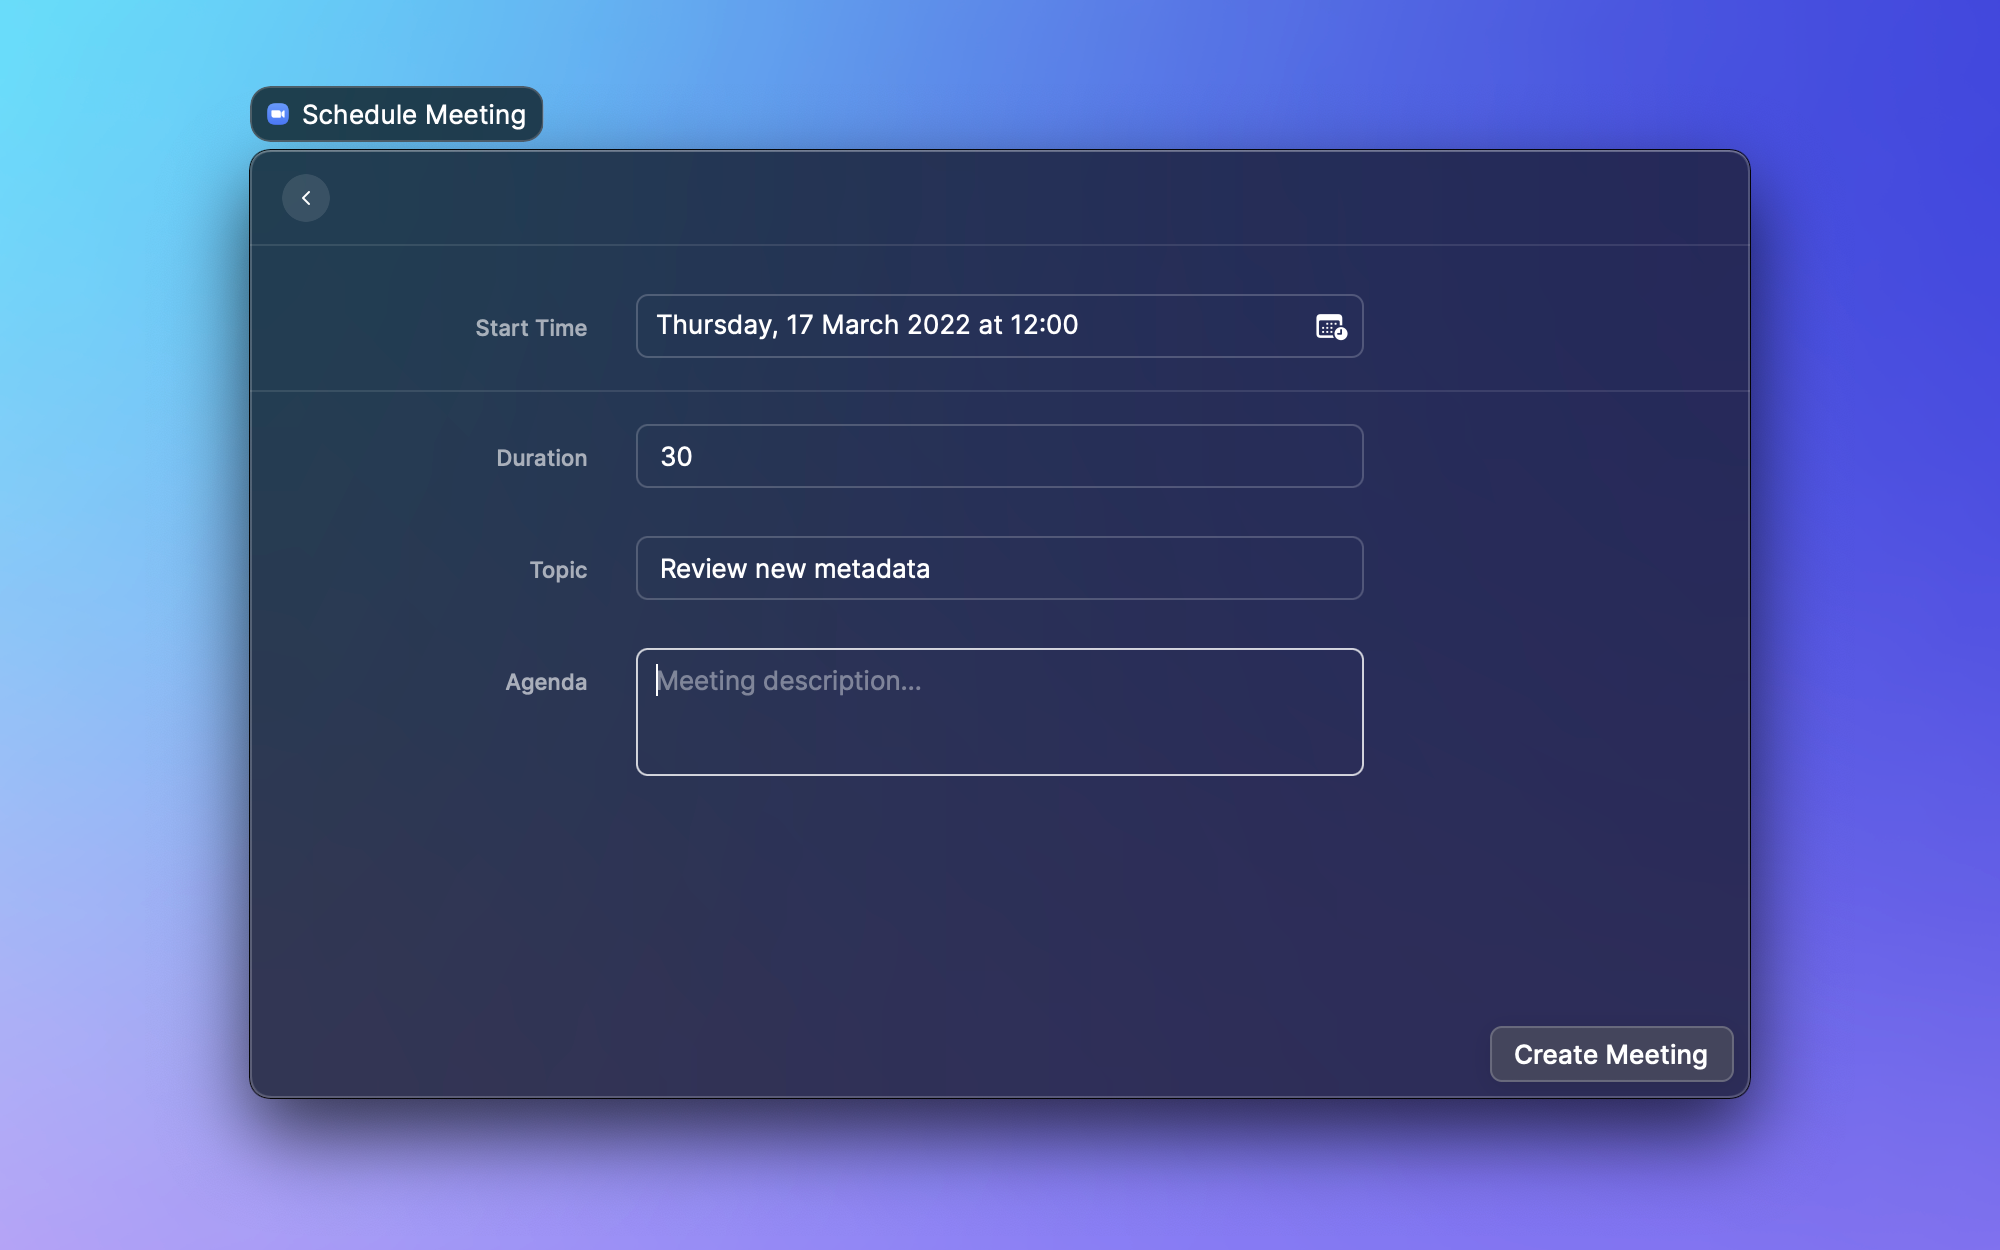 Schedule Meeting
Start Time
Thursday, 17 March 2022 at 12:00
Duration
30
Topic
Review new metadata
Agenda
Meeting description...
Create Meeting